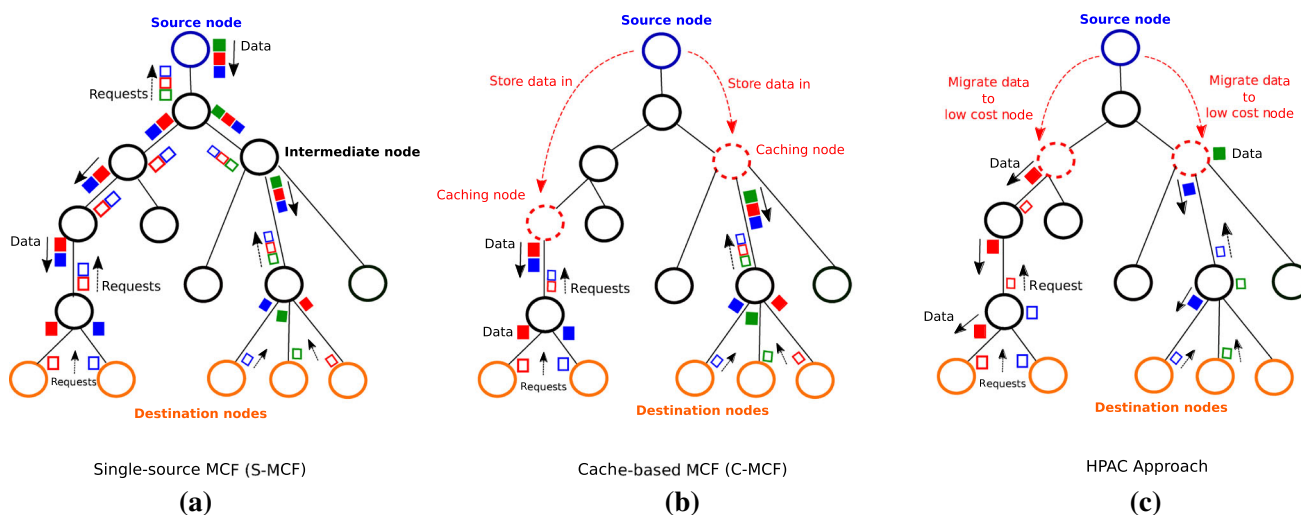 Source node
Data
Requests
Intermediate node
Data
Requests
Requests
Destination nodes
Single-source MCF (S-MCF)
(a)
Source node
Store data in
Store data in
Caching node
Caching node
Data
Requests
Data
Requests
Destination nodes
Cache-based MCF (C-MCF)
(b)
Source node
Migrate data
to
low cost node
Migrate data
to
low cost node
Data
Data
Request
Data
Requests
Destination nodes
HPAC Approach
(c)